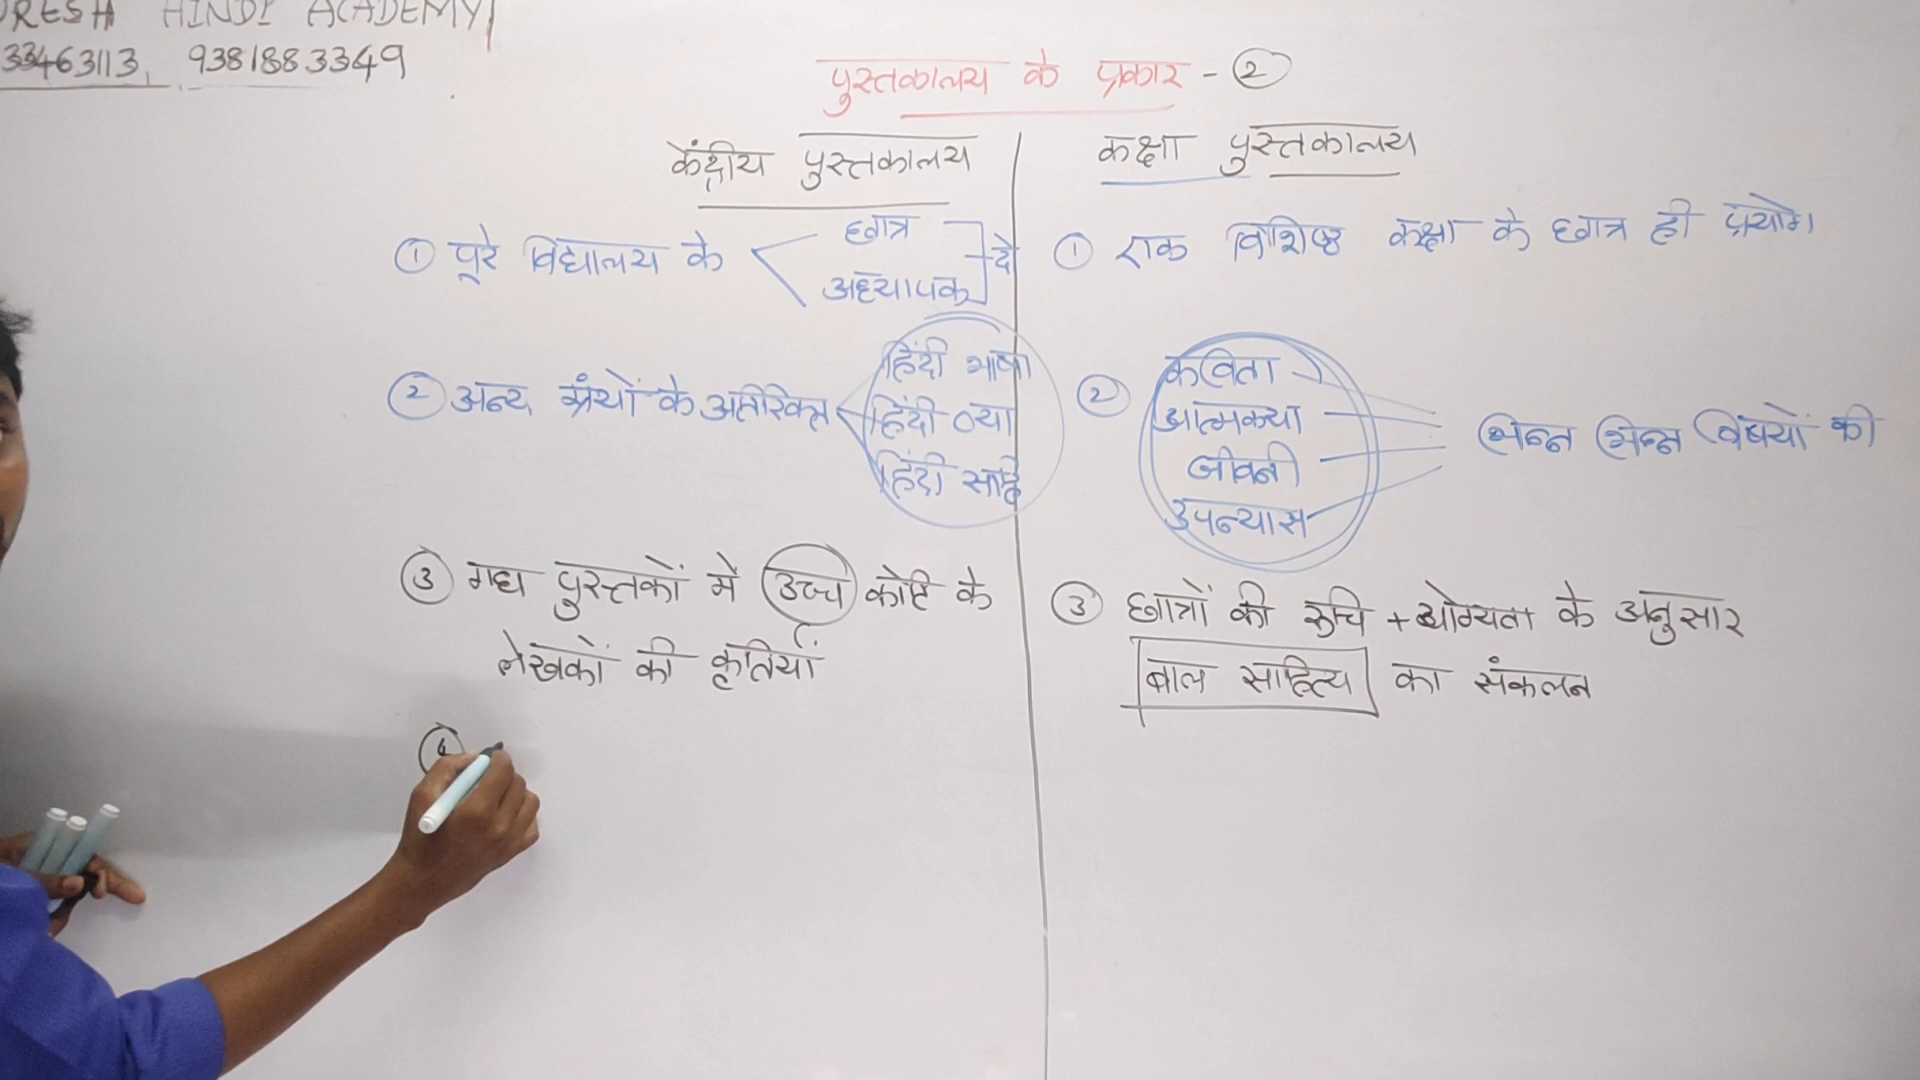 RESH HINDI ACADEMY
33463113, 9381883349
पुस्तकालय के प्रकार - ②
केंद्रीय पुस्तकालय
① पूरे विद्यालय के
छात्र
अध्यापक
दो
② अन्य ग्रंथों के अतिरिक्त
हिंदी भाषा
हिंदी व्या
हिंदी साहि
③ गद्य पुस्तकों में उच्च कोटि के
लेखकों की कृतियाँ
④
कक्षा पुस्तकालय
① एक विशिष्ठ कक्षा के छात्र ही प्रयोग
②
कविता
आत्मकथा
जीवनी
उपन्यास
भिन्न भिन्न विषयों की
③ छात्रों की रुचि + योग्यता के अनुसार
बाल साहित्य का संकलन